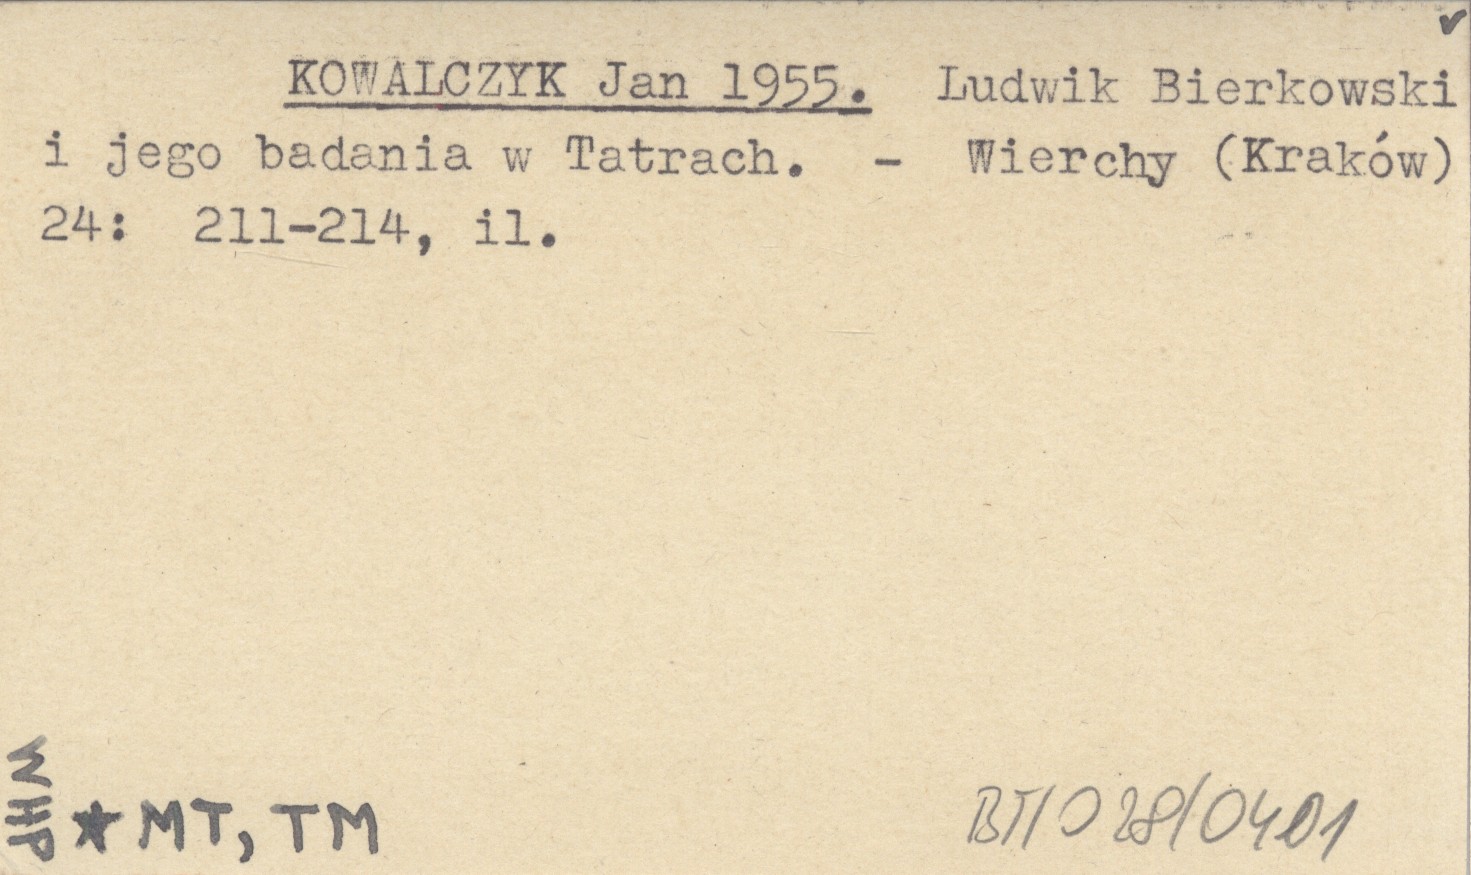 KOWALCZYK Jan 1955. Ludwik Bierkowski
i jego badania w Tatrach. - Wierchy (Kraków)
24: 211-214, il.
WHP
★ MT, TM
BT/028/0401